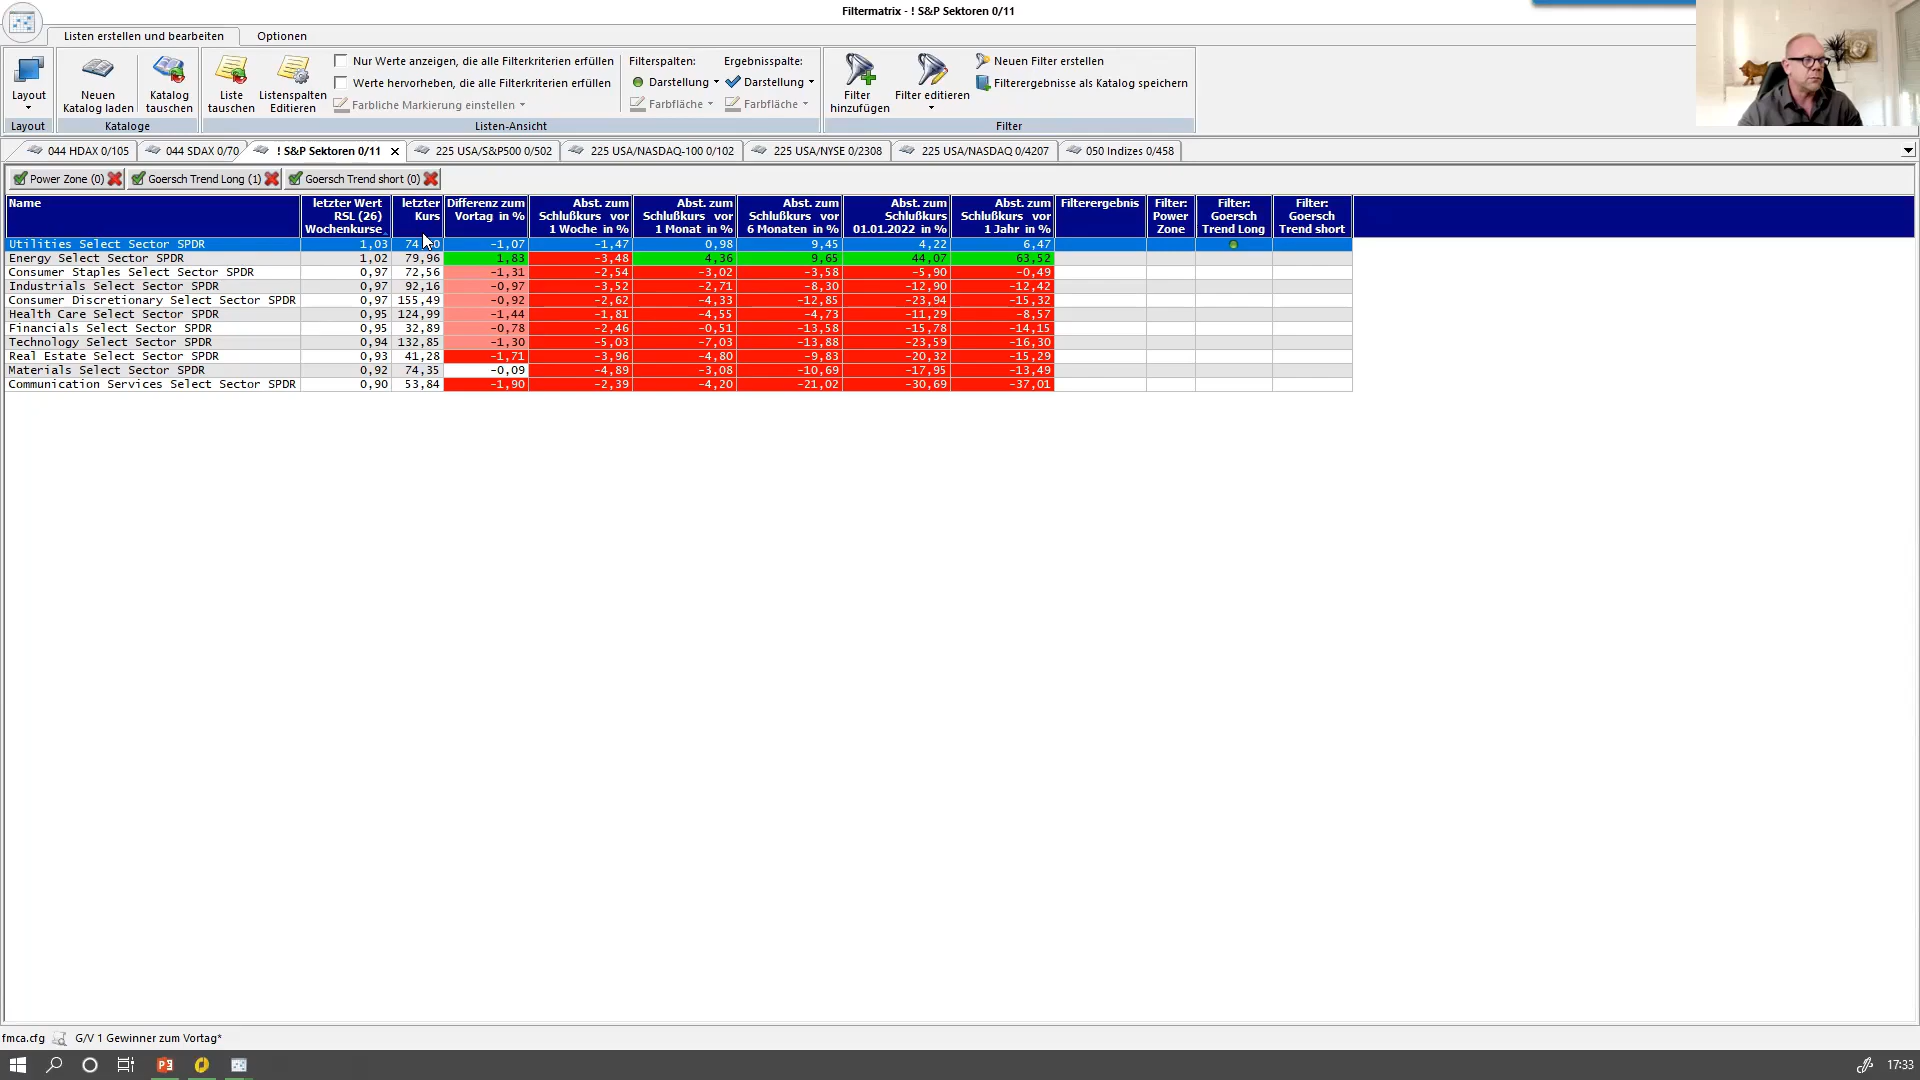 Filtermatrix - ! S&P Sektoren 0/11
Listen erstellen und bearbeiten Optionen
Layout
Neuen Katalog laden
Katalog tauschen
Liste tauschen
Listenspalten Editieren
Nur Werte anzeigen, die alle Filterkriterien erfüllen
Werte hervorheben, die alle Filterkriterien erfüllen
Farbliche Markierung einstellen
Filterspalten:
Darstellung
Farbfläche
Ergebnisspalte:
Darstellung
Farbfläche
Filter hinzufügen
Filter editieren
Neuen Filter erstellen
Filterergebnisse als Katalog speichern
Layout Kataloge Listen-Ansicht Filter
044 HDAX 0/105 044 SDAX 0/70 ! S&P Sektoren 0/11 225 USA/S&P500 0/502 225 USA/NASDAQ-100 0/102 225 USA/NYSE 0/2308 225 USA/NASDAQ 0/4207 050 Indizes 0/458
Power Zone (0) Goersch Trend Long (1) Goersch Trend short (0)
Name letzter Wert letzter Differenz zum Abst. zum Abst. zum Abst. zum Abst. zum Abst. zum Filterergebnis Filter: Filter: Filter:
RSL (26) Kurs Vortag in % Schlußkurs vor Schlußkurs vor Schlußkurs vor Schlußkurs Schlußkurs vor Power Goersch Goersch
Wochenkurse 1 Woche in % 1 Monat in % 6 Monaten in % 01.01.2022 in % 1 Jahr in % Zone Trend Long Trend short
Utilities Select Sector SPDR 1,03 -1,07 -1,47 0,98 9,45 4,22 6,47
Energy Select Sector SPDR 1,02 79,96 1,83 -3,48 4,36 9,65 44,07 63,52
Consumer Staples Select Sector SPDR 0,97 72,56 -1,31 -2,54 -3,02 -3,58 -5,90 -0,49
Industrials Select Sector SPDR 0,97 92,16 -0,97 -3,52 -2,71 -8,30 -12,90 -12,42
Consumer Discretionary Select Sector SPDR 0,97 155,49 -0,92 -2,62 -4,33 -12,85 -23,94 -15,32
Health Care Select Sector SPDR 0,95 124,99 -1,44 -1,81 -4,55 -4,73 -11,29 -8,57
Financials Select Sector SPDR 0,95 32,89 -0,78 -2,46 -0,51 -13,58 -15,78 -14,15
Technology Select Sector SPDR 0,94 132,85 -1,30 -5,03 -7,03 -13,88 -23,59 -16,30
Real Estate Select Sector SPDR 0,93 41,28 -1,71 -3,96 -4,80 -9,83 -20,32 -15,29
Materials Select Sector SPDR 0,92 74,35 -0,09 -4,89 -3,08 -10,69 -17,95 -13,49
Communication Services Select Sector SPDR 0,90 53,84 -1,90 -2,39 -4,20 -21,02 -30,69 -37,01
fmca.cfg G/V 1 Gewinner zum Vortag*
17:33